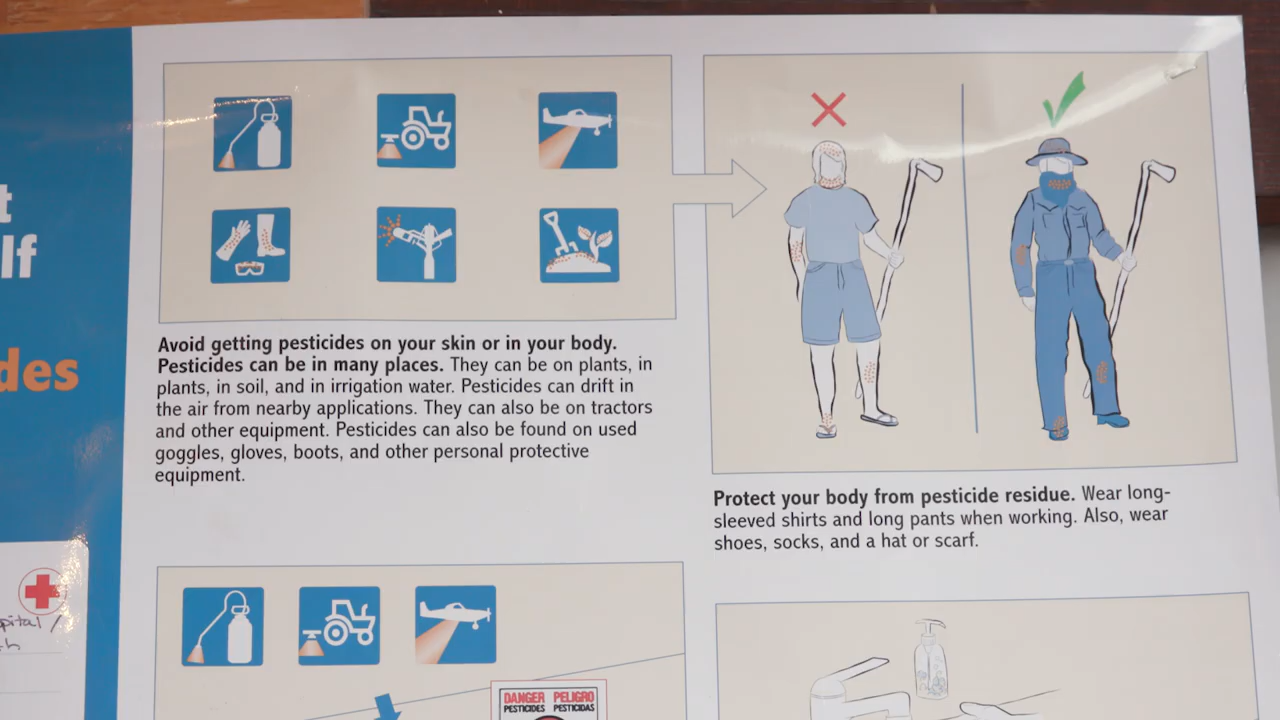 t
lf
des
Avoid getting pesticides on your skin or in your body.
Pesticides can be in many places. They can be on plants, in
plants, in soil, and in irrigation water. Pesticides can drift in
the air from nearby applications. They can also be on tractors
and other equipment. Pesticides can also be found on used
goggles, gloves, boots, and other personal protective
equipment.
Protect your body from pesticide residue. Wear long-
sleeved shirts and long pants when working. Also, wear
shoes, socks, and a hat or scarf.
pital /
DANGER PELIGRO
PESTICIDES PESTICIDAS